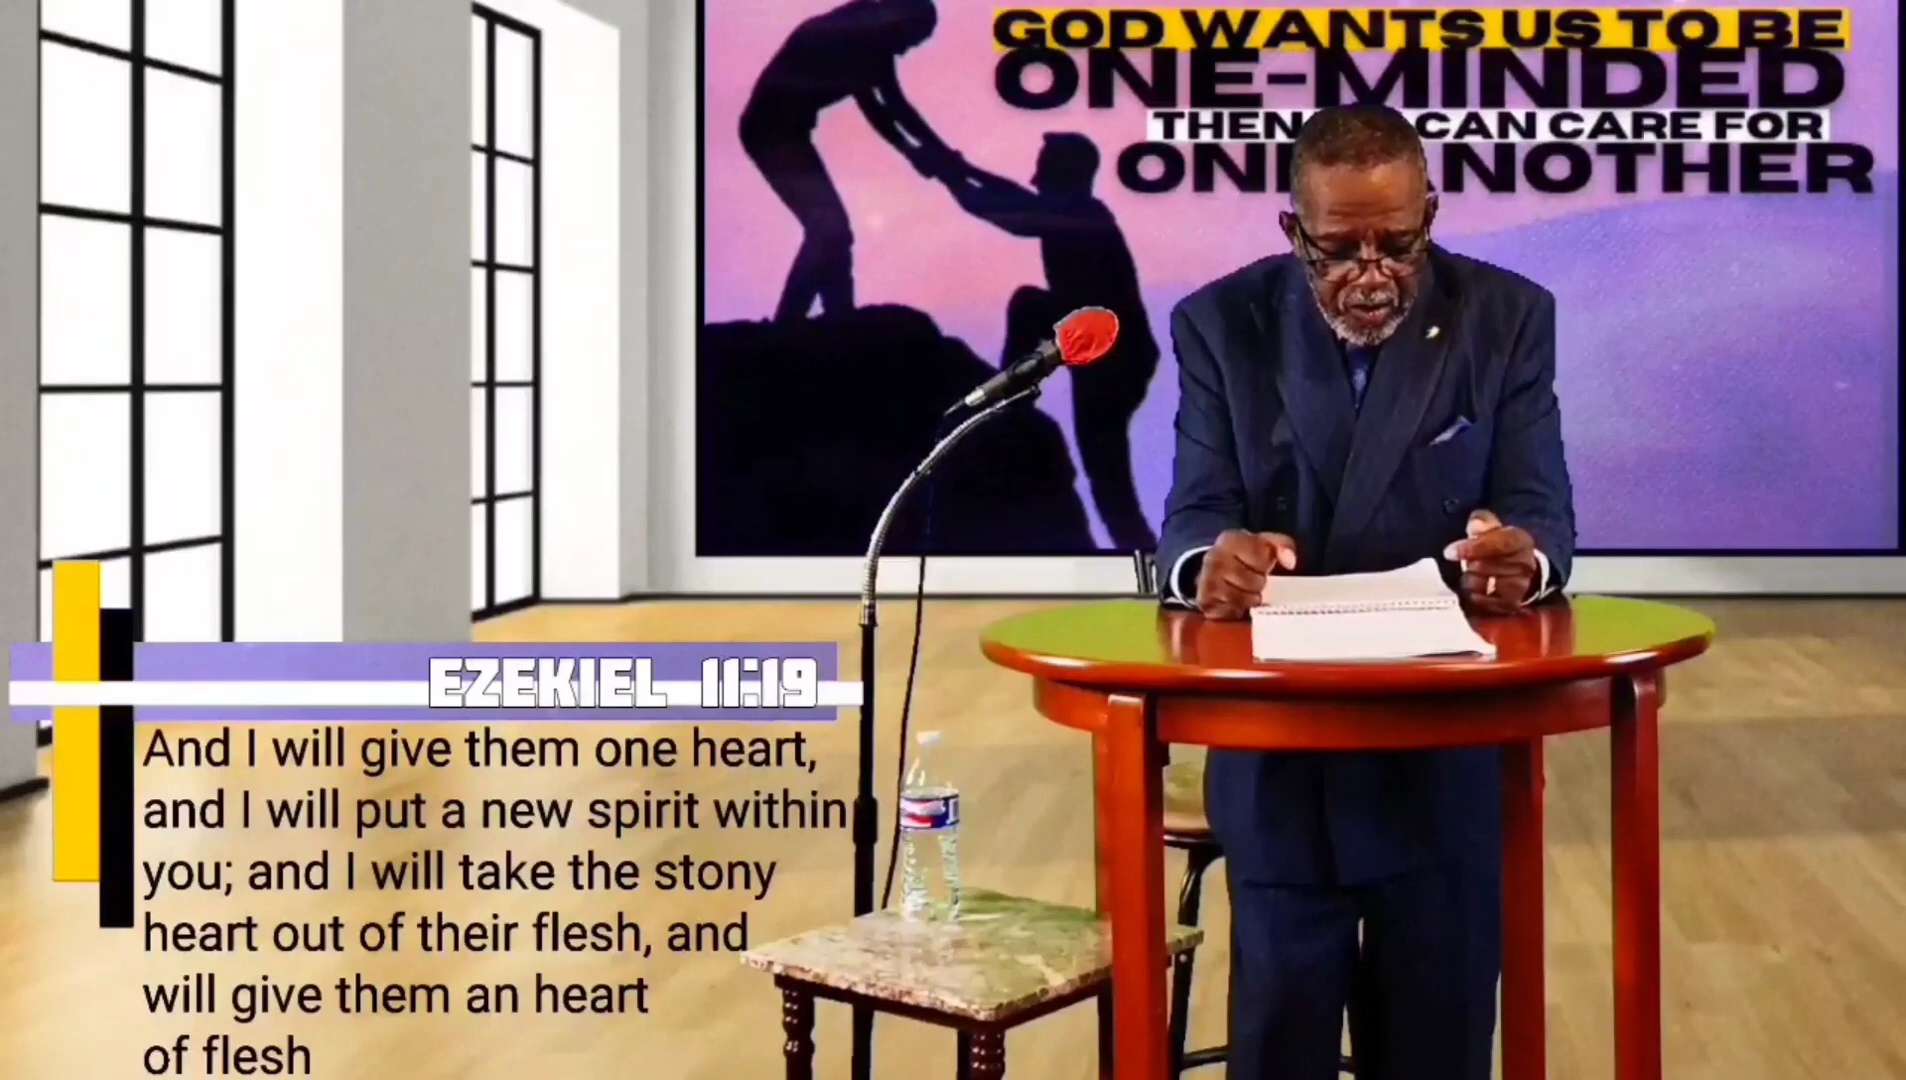 GOD WANTS US TO BE
ONE-MINDED
THEN CAN CARE FOR
ANOTHER
EZEKIEL 11:19
And I will give them one heart,
and I will put a new spirit within
you; and I will take the stony
heart out of their flesh, and
will give them an heart
of flesh